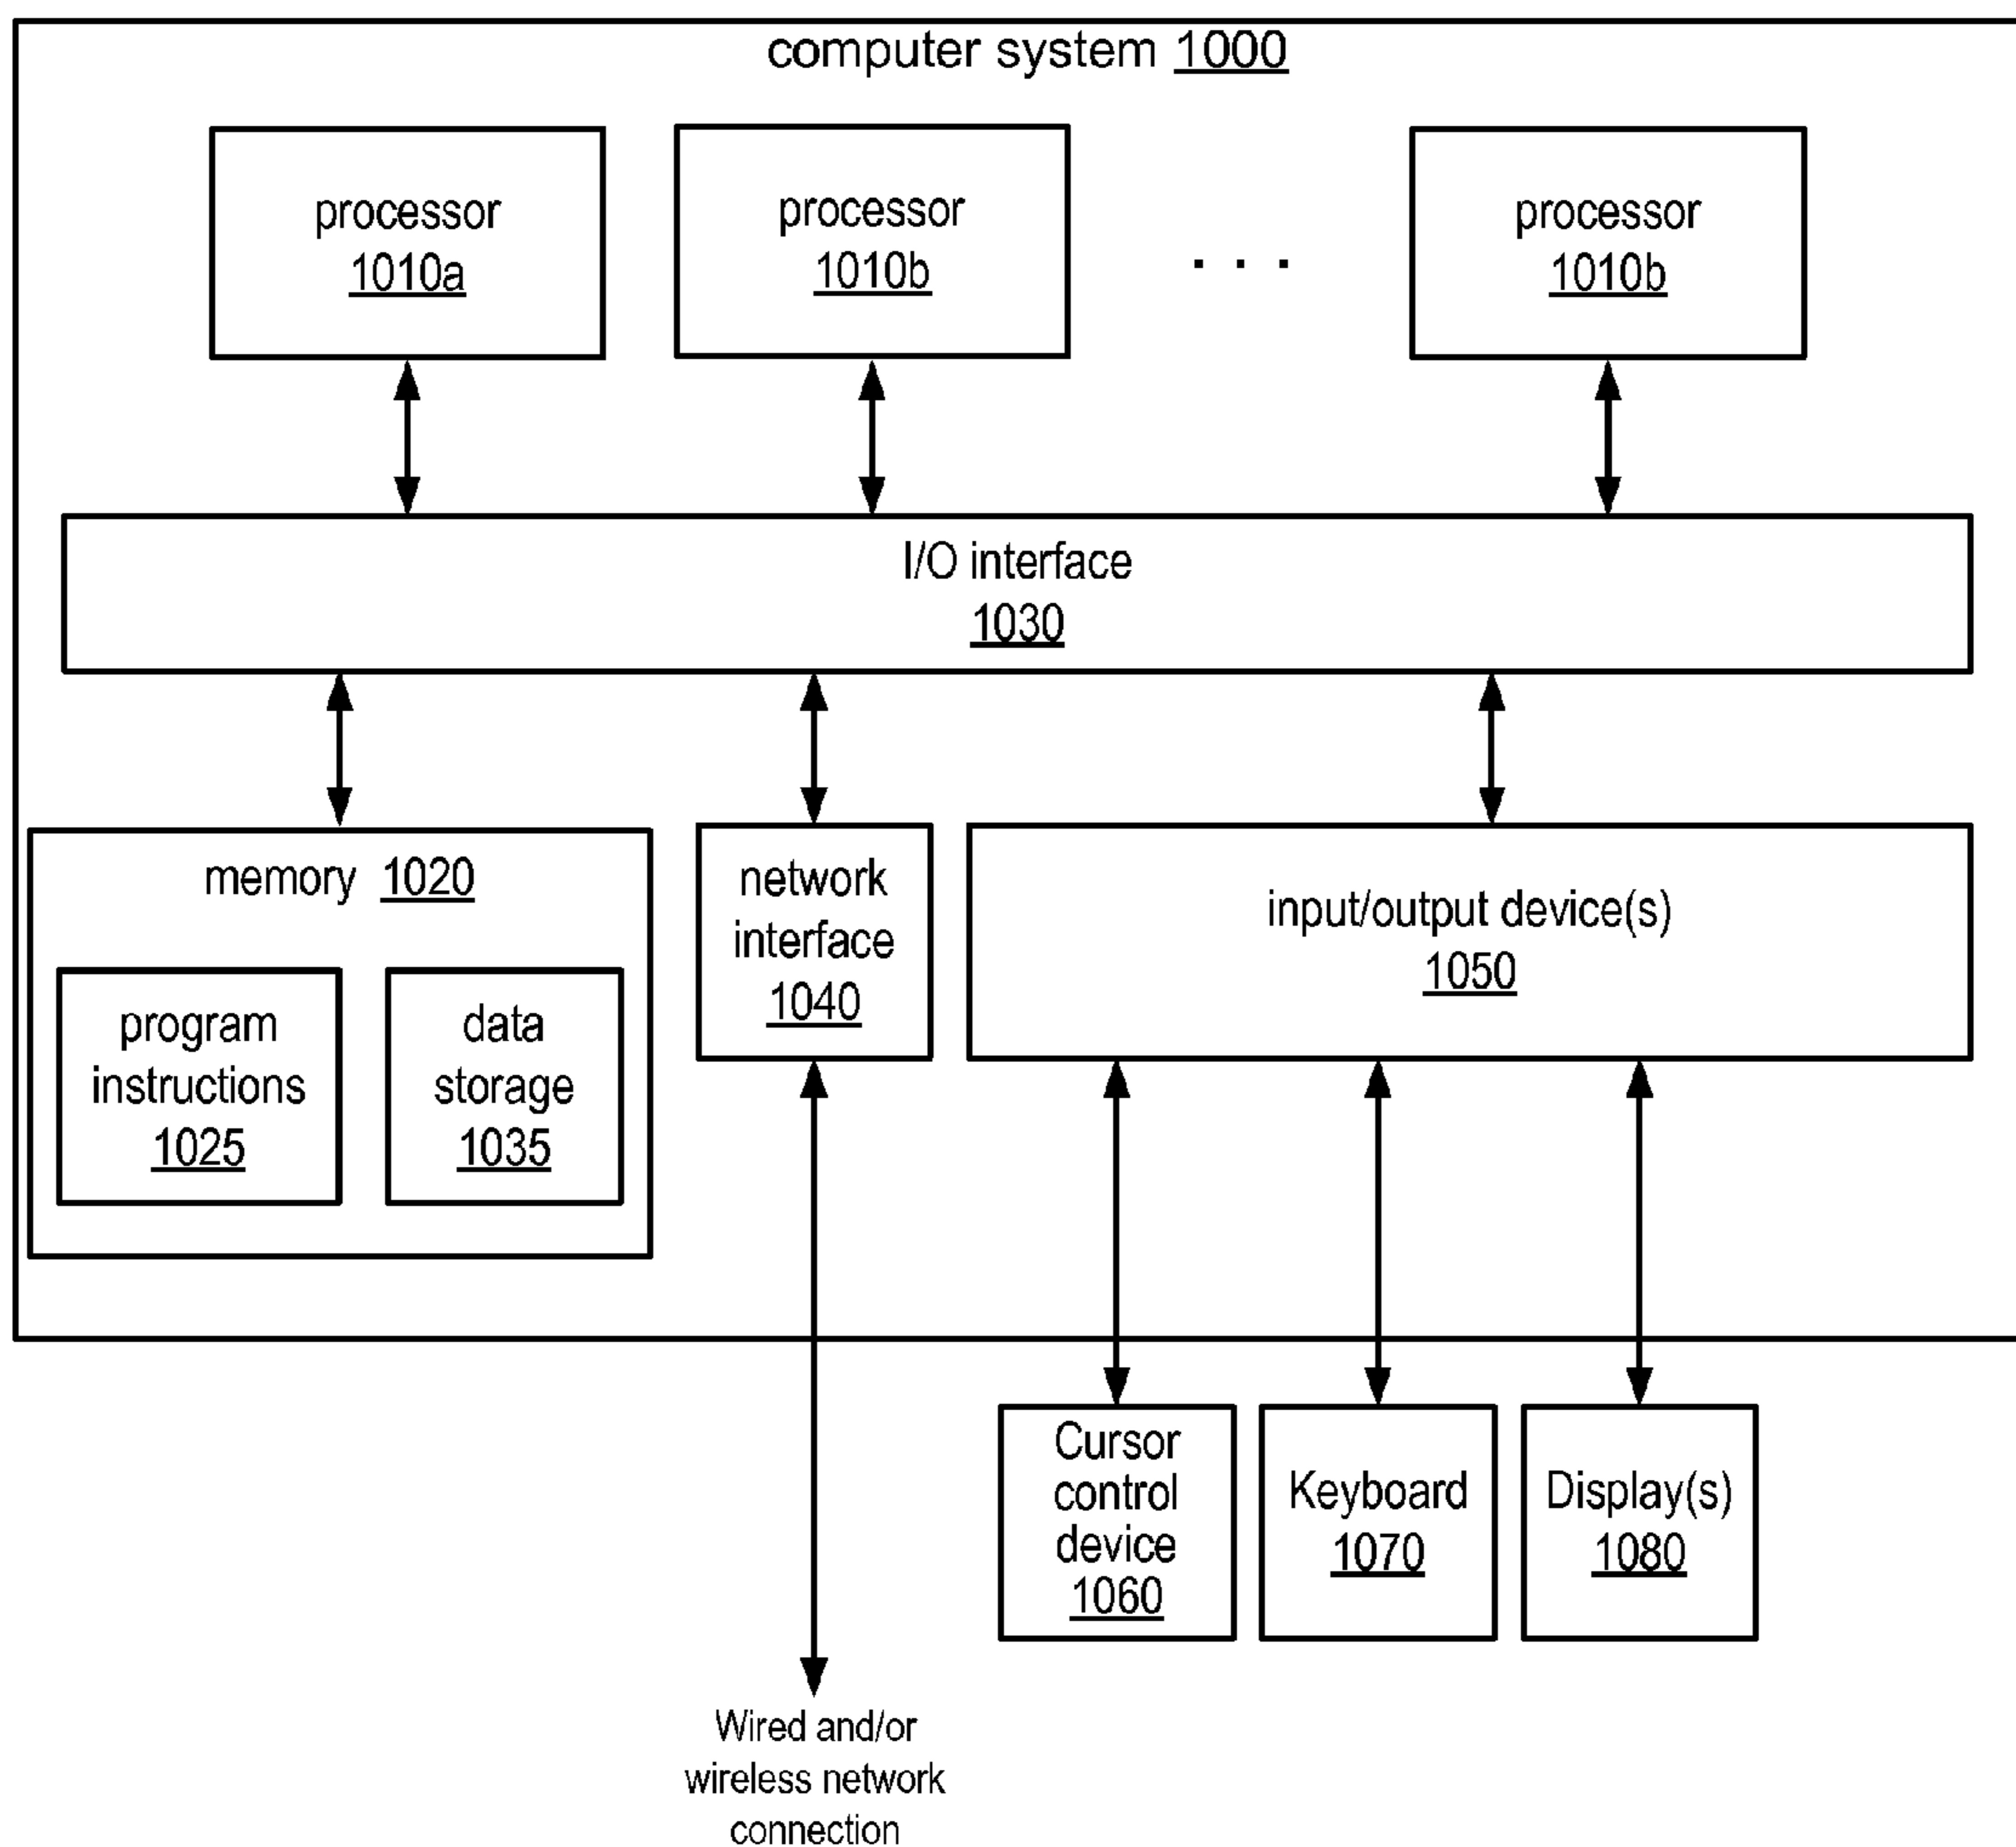 computer system 1000
processor
1010a
processor
1010b
. . .
processor
1010b
I/O interface
1030
memory 1020
program
instructions
1025
data
storage
1035
network
interface
1040
input/output device(s)
1050
Cursor
control
device
1060
Keyboard
1070
Display(s)
1080
Wired and/or
wireless network
connection